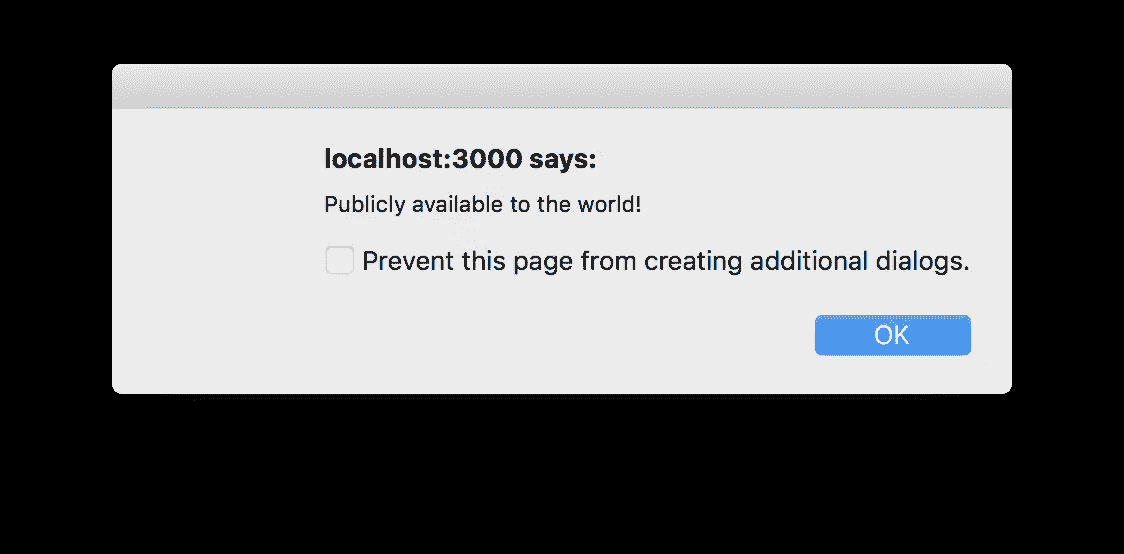 localhost:3000 says:
Publicly available to the world!
Prevent this page from creating additional dialogs.
OK